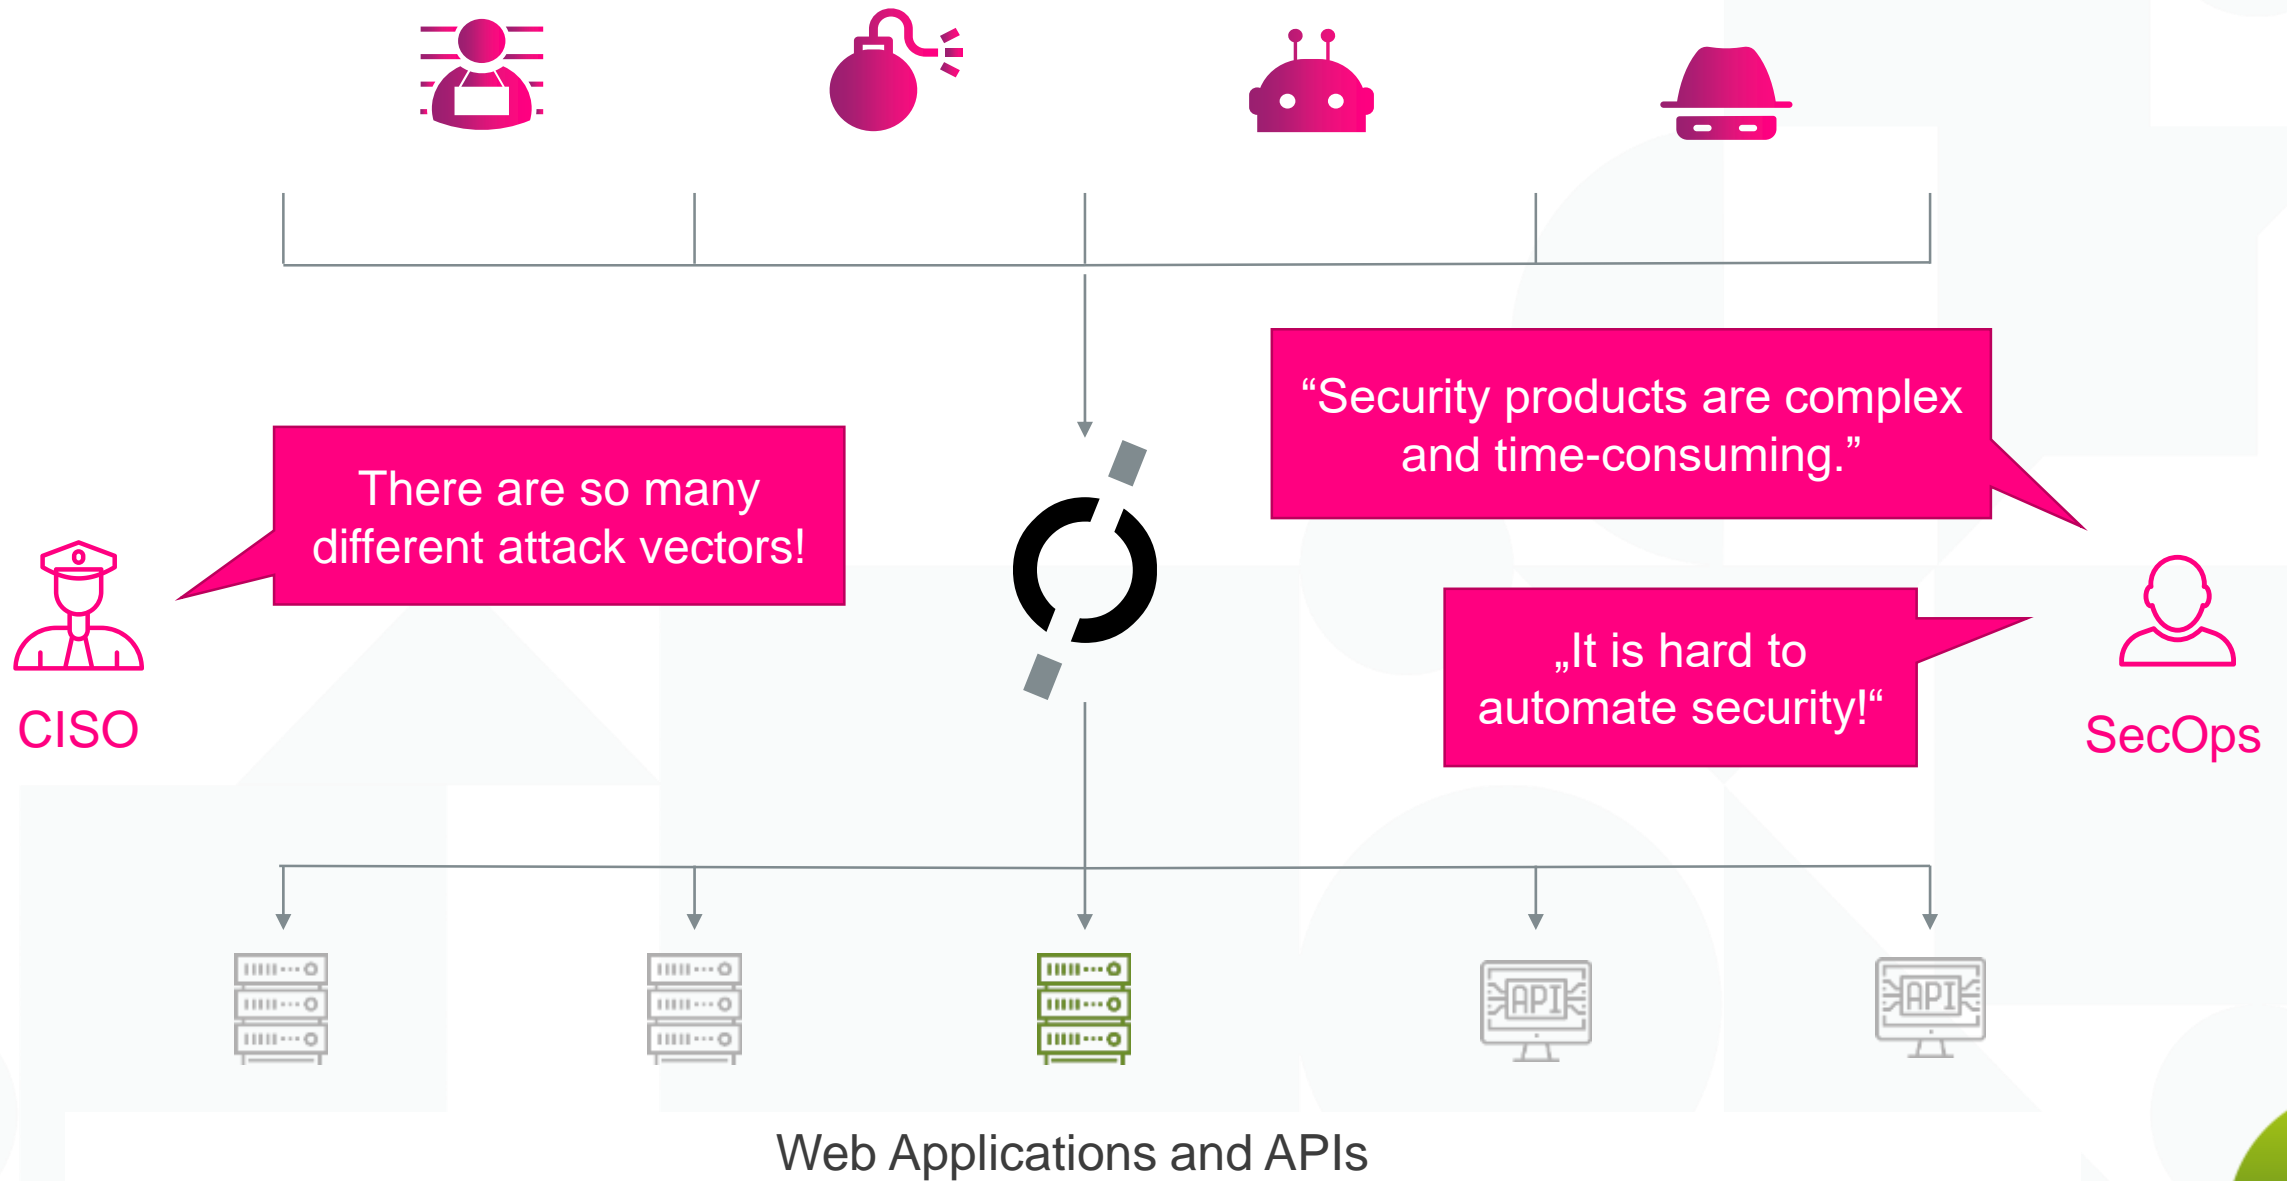 “Security products are complex
and time-consuming.”
There are so many
different attack vectors!
„It is hard to
automate security!“
CISO
SecOps
API
API
Web Applications and APIs